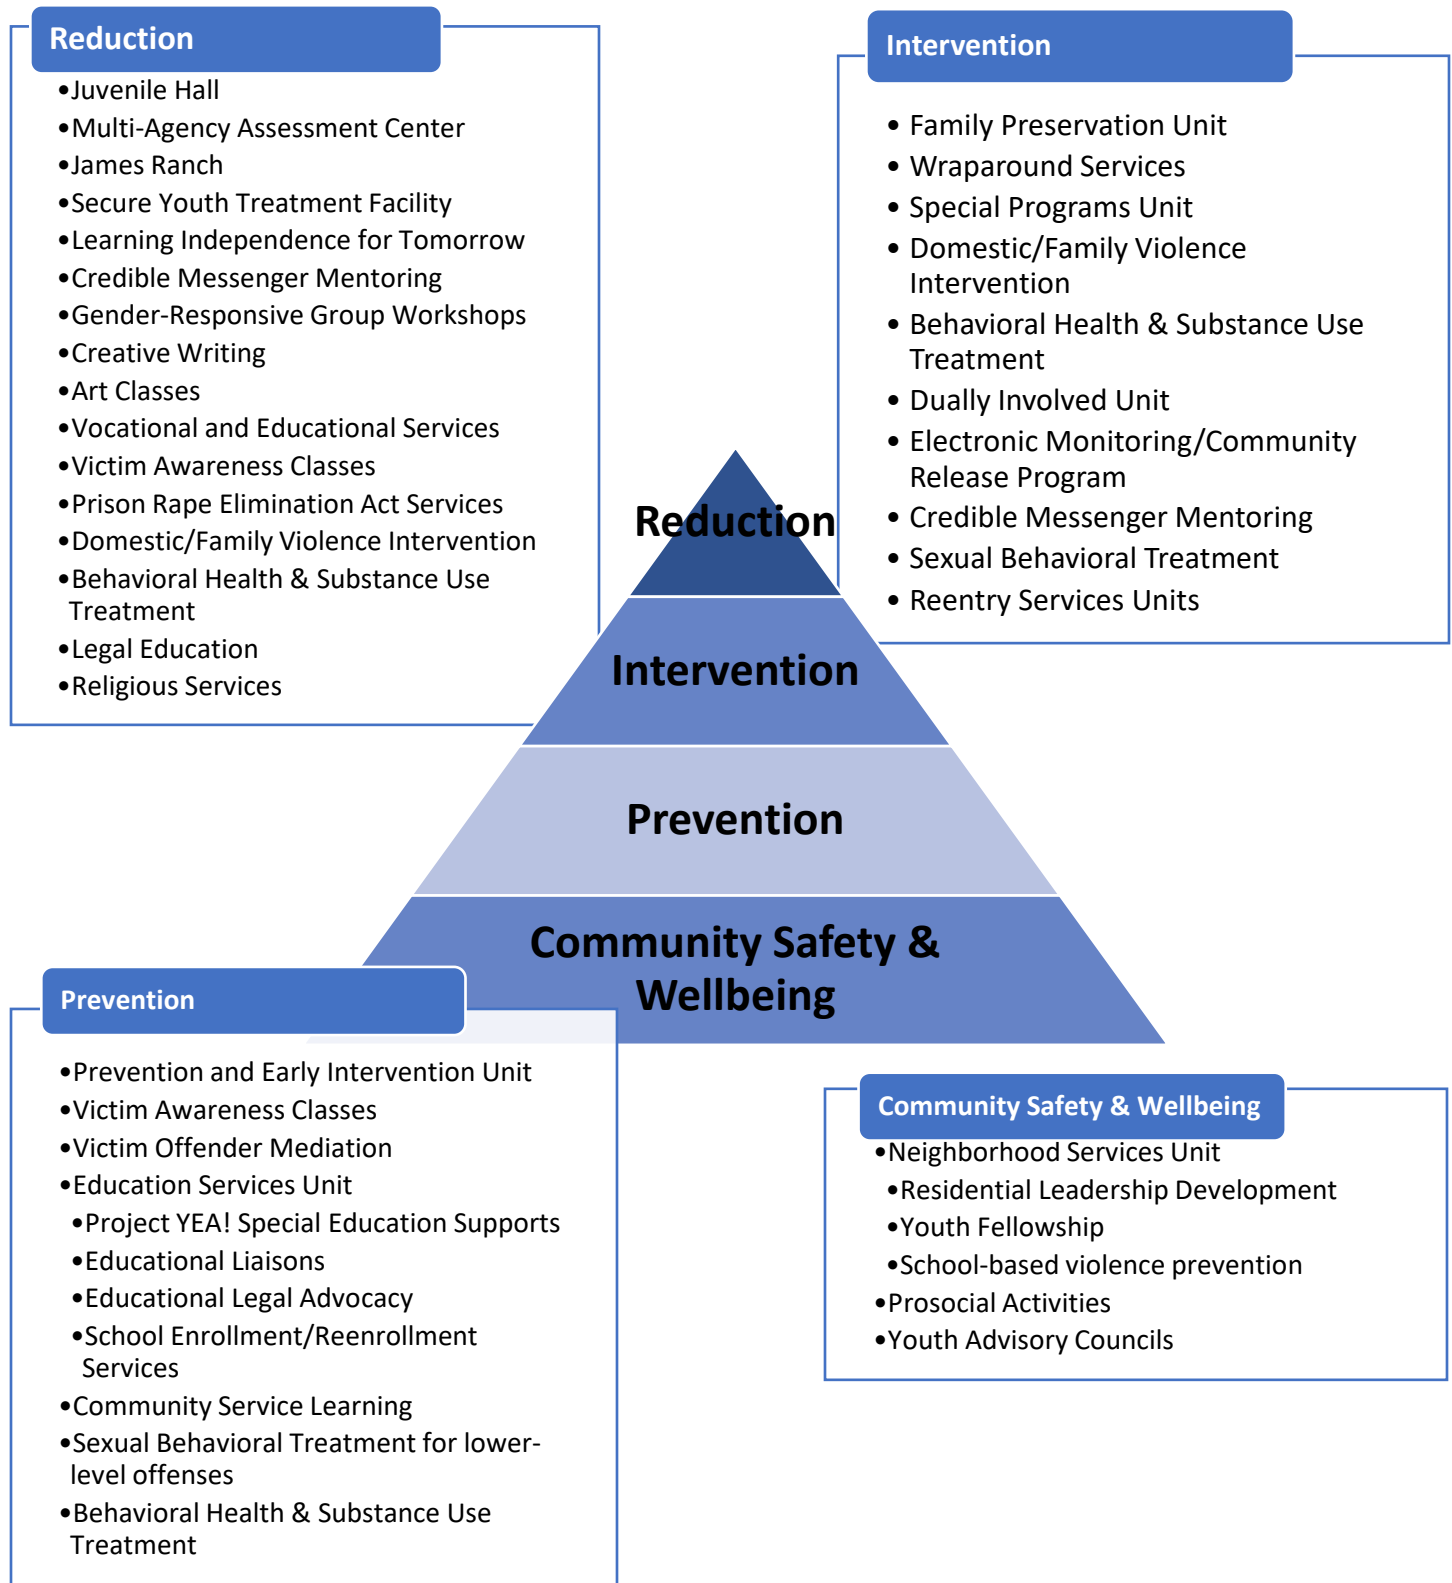 Reduction
•Juvenile Hall
•Multi-Agency Assessment Center
•James Ranch
•Secure Youth Treatment Facility
•Learning Independence for Tomorrow
•Credible Messenger Mentoring
•Gender-Responsive Group Workshops
•Creative Writing
•Art Classes
•Vocational and Educational Services
•Victim Awareness Classes
•Prison Rape Elimination Act Services
•Domestic/Family Violence Intervention
•Behavioral Health & Substance Use
Treatment
•Legal Education
•Religious Services
Intervention
• Family Preservation Unit
• Wraparound Services
• Special Programs Unit
• Domestic/Family Violence
Intervention
• Behavioral Health & Substance Use
Treatment
• Dually Involved Unit
• Electronic Monitoring/Community
Release Program
• Credible Messenger Mentoring
• Sexual Behavioral Treatment
• Reentry Services Units
Reduction
Intervention
Prevention
Community Safety &
Wellbeing
Prevention
•Prevention and Early Intervention Unit
•Victim Awareness Classes
•Victim Offender Mediation
•Education Services Unit
•Project YEA! Special Education Supports
•Educational Liaisons
•Educational Legal Advocacy
•School Enrollment/Reenrollment
Services
•Community Service Learning
•Sexual Behavioral Treatment for lower-
level offenses
•Behavioral Health & Substance Use
Treatment
Community Safety & Wellbeing
•Neighborhood Services Unit
•Residential Leadership Development
•Youth Fellowship
•School-based violence prevention
•Prosocial Activities
•Youth Advisory Councils